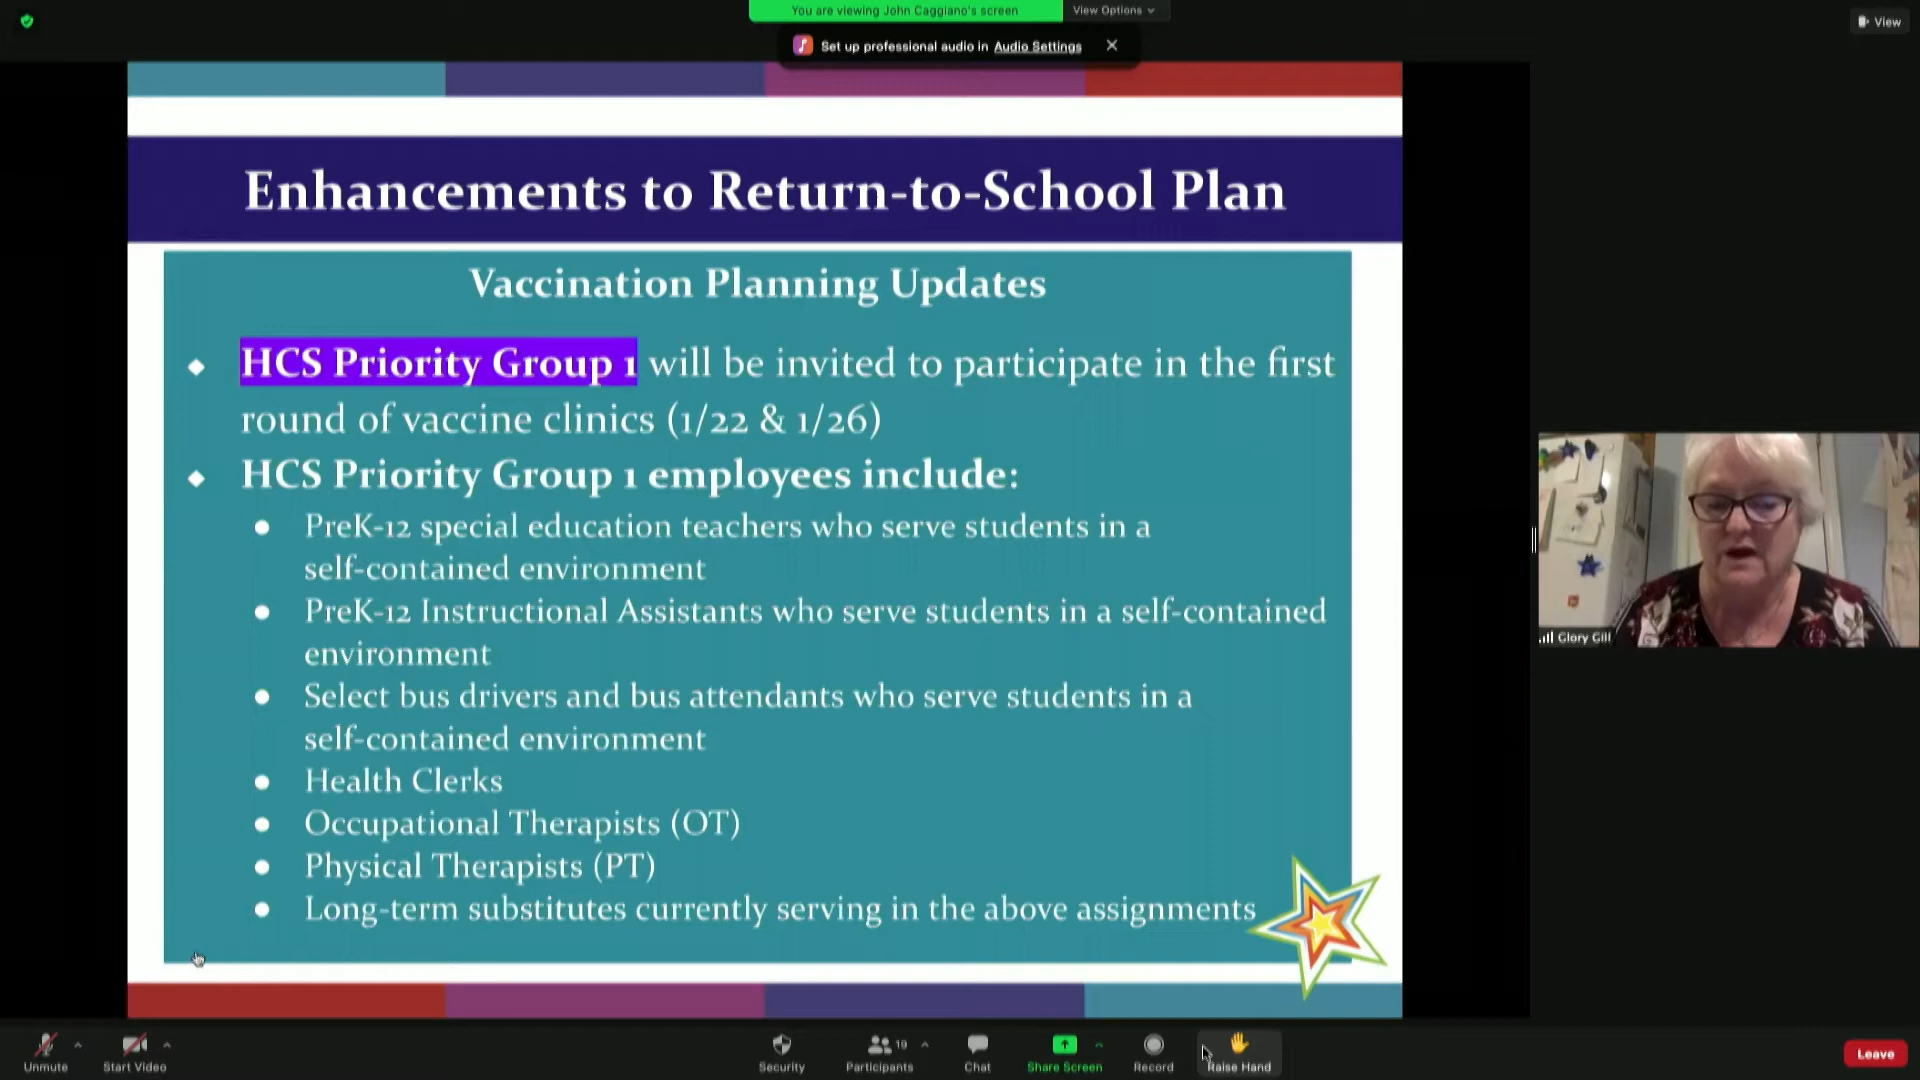 You are viewing John Caggiano's screen
View Options
View
Set up professional audio in Audio Settings
Enhancements to Return-to-School Plan
Vaccination Planning Updates
HCS Priority Group 1 will be invited to participate in the first
round of vaccine clinics (1/22 & 1/26)
HCS Priority Group 1 employees include:
PreK-12 special education teachers who serve students in a
self-contained environment
PreK-12 Instructional Assistants who serve students in a self-contained
environment
Select bus drivers and bus attendants who serve students in a
self-contained environment
Health Clerks
Occupational Therapists (OT)
Physical Therapists (PT)
Long-term substitutes currently serving in the above assignments
Glory Gill
Unmute
Start Video
Security
Participants
19
Chat
Share Screen
Record
Raise Hand
Leave